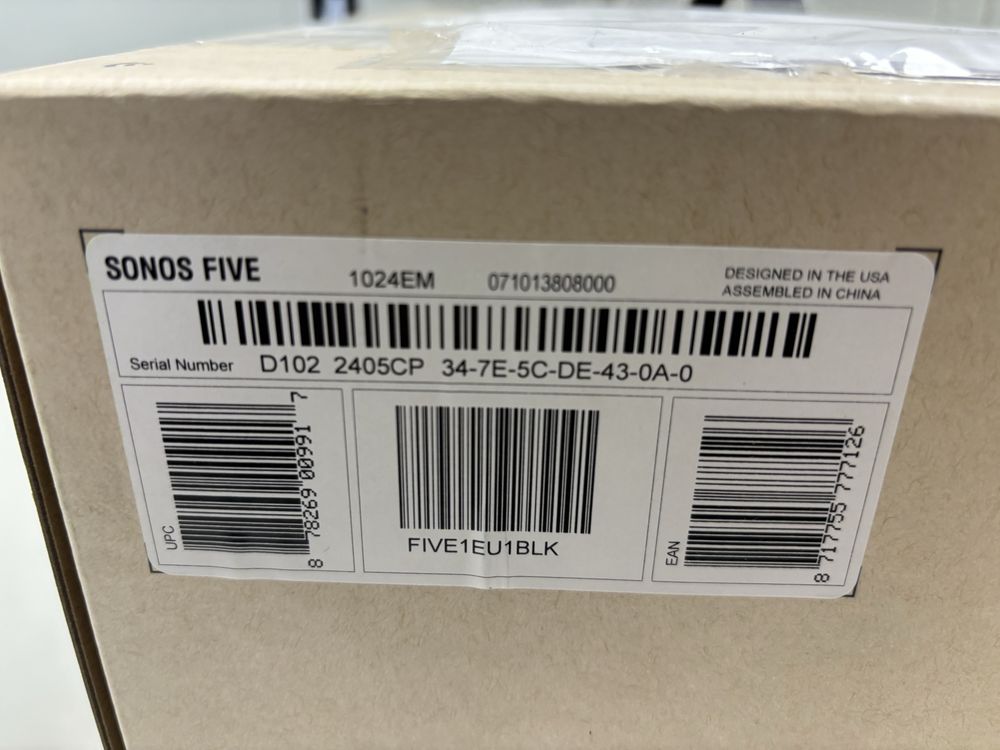 SONOS FIVE
1024EM
071013808000
DESIGNED IN THE USA
ASSEMBLED IN CHINA
Serial Number D102 2405CP 34-7E-5C-DE-43-0A-0
UPC
8 78269 00991 7
FIVE1EU1BLK
EAN
8 717755 777126